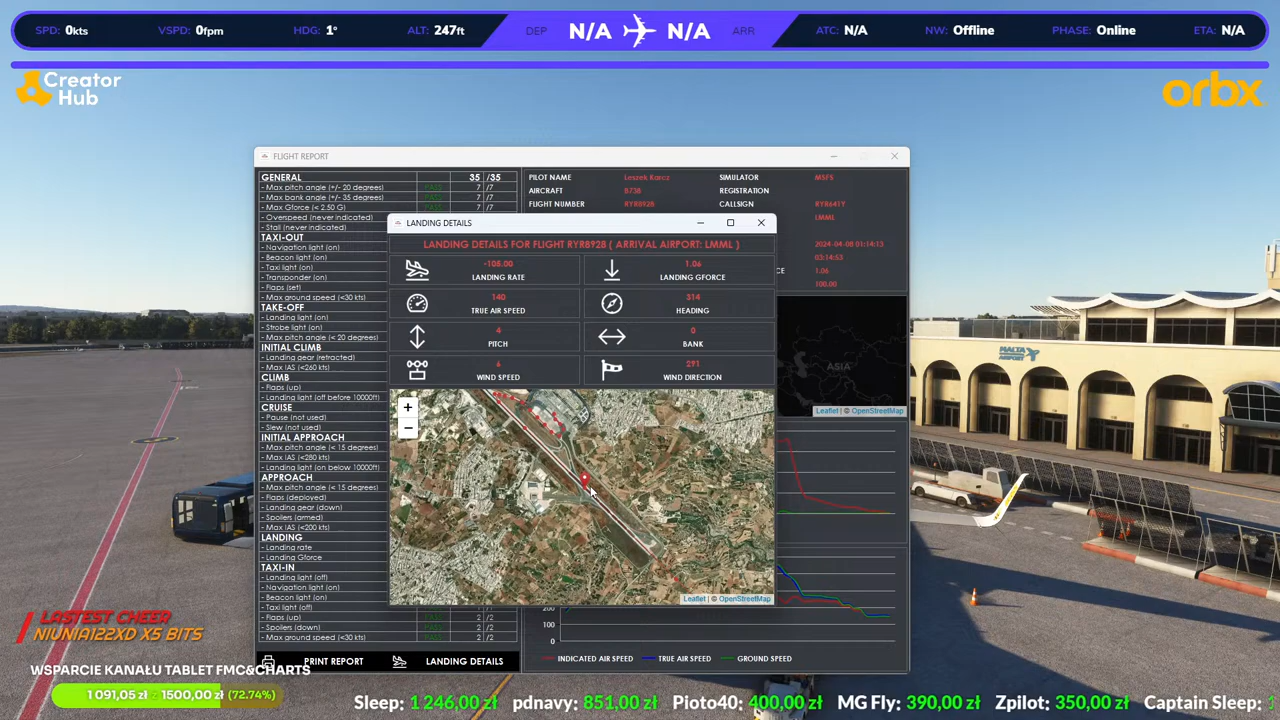 SPD: 0kts VSPD: 0fpm HDG: 1° ALT: 247ft DEP N/A N/A ARR ATC: N/A NW: Offline PHASE: Online ETA: N/A
Creator
Hub
orbx
FLIGHT REPORT
GENERAL 35 /35
- Max pitch angle (+/- 20 degrees) PASS 7 /7
- Max bank angle (+/- 35 degrees) PASS 7 /7
- Max Gforce (< 2.50 G) PASS 7 /7
- Overspeed (never indicated)
- Stall (never indicated)
TAXI-OUT
- Navigation light (on)
- Beacon light (on)
- Taxi light (on)
- Transponder (on)
- Flaps (set)
- Max ground speed (<30 kts)
TAKE-OFF
- Landing light (on)
- Strobe light (on)
- Max pitch angle (< 20 degrees)
INITIAL CLIMB
- Landing gear (retracted)
- Max IAS (<260 kts)
CLIMB
- Flaps (up)
- Landing light (off before 10000ft)
CRUISE
- Pause (not used)
- Slew (not used)
INITIAL APPROACH
- Max pitch angle (< 15 degrees)
- Max IAS (<280 kts)
- Landing light (on below 10000ft)
APPROACH
- Max pitch angle (< 15 degrees)
- Flaps (deployed)
- Landing gear (down)
- Spoilers (armed)
- Max IAS (<200 kts)
LANDING
- Landing rate
- Landing Gforce
TAXI-IN
- Landing light (off)
- Navigation light (on)
- Beacon light (on)
- Taxi light (off)
- Flaps (up) PASS 2 /2
- Spoilers (down) PASS 2 /2
- Max ground speed (<30 kts) PASS 2 /2
PRINT REPORT LANDING DETAILS
PILOT NAME Leszek Karcz SIMULATOR MSFS
AIRCRAFT B738 REGISTRATION
FLIGHT NUMBER RYR892B CALLSIGN RYR641Y
LMML
2024-04-08 01:14:13
03:14:53
CE 1.06
100.00
LANDING DETAILS
LANDING DETAILS FOR FLIGHT RYR892B ( ARRIVAL AIRPORT: LMML )
-105.00 1.06
LANDING RATE LANDING GFORCE
140 314
TRUE AIR SPEED HEADING
4 0
PITCH BANK
6 291
WIND SPEED WIND DIRECTION
+
−
Leaflet | © OpenStreetMap
ASIA
Leaflet | © OpenStreetMap
200
100
0
INDICATED AIR SPEED TRUE AIR SPEED GROUND SPEED
MALTA
AIRPORT
LASTEST CHEER
NIUNIA122XD X5 BITS
WSPARCIE KANAŁU TABLET FMC&CHARTS
1 091,05 zł z 1500,00 zł (72.74%)
Sleep: 1 246,00 zł pdnavy: 851,00 zł Pioto40: 400,00 zł MG Fly: 390,00 zł Zpilot: 350,00 zł Captain Sleep: